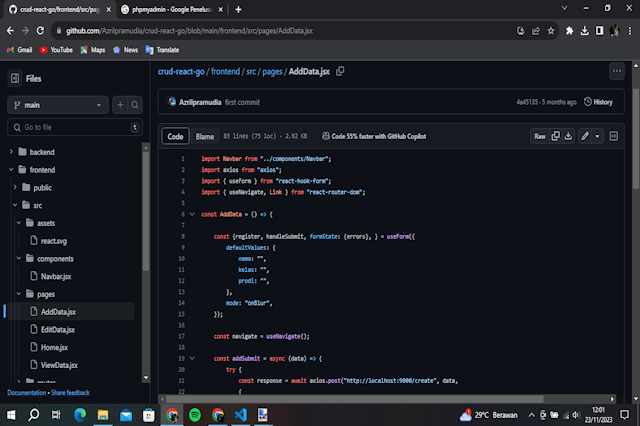 crud-react-go/frontend/src/pag
phpmyadmin - Google Penelus
github.com/Azrilpramudia/crud-react-go/blob/main/frontend/src/pages/AddData.jsx
Gmail YouTube Maps News Translate
Files
crud-react-go / frontend / src / pages / AddData.jsx
main
Azrilpramudia first commit 4a45135 · 5 months ago History
Go to file t
Code Blame 83 lines (75 loc) · 2.92 KB Code 55% faster with GitHub Copilot Raw
backend
frontend
public
src
assets
react.svg
components
Navbar.jsx
pages
AddData.jsx
EditData.jsx
Home.jsx
ViewData.jsx
Documentation • Share feedback
1 import Navbar from "../components/Navbar";
2 import axios from "axios";
3 import { useForm } from "react-hook-form";
4 import { useNavigate, Link } from "react-router-dom";
5
6 const AddData = () => {
7
8 const {register, handleSubmit, formState: {errors}, } = useForm({
9 defaultValues: {
10 nama: "",
11 kelas: "",
12 prodi: "",
13 },
14 mode: "onBlur",
15 });
16
17 const navigate = useNavigate();
18
19 const addSubmit = async (data) => {
20 try {
21 const response = await axios.post("http://localhost:9000/create", data,
22 {
29°C Berawan
12:01
23/11/2023